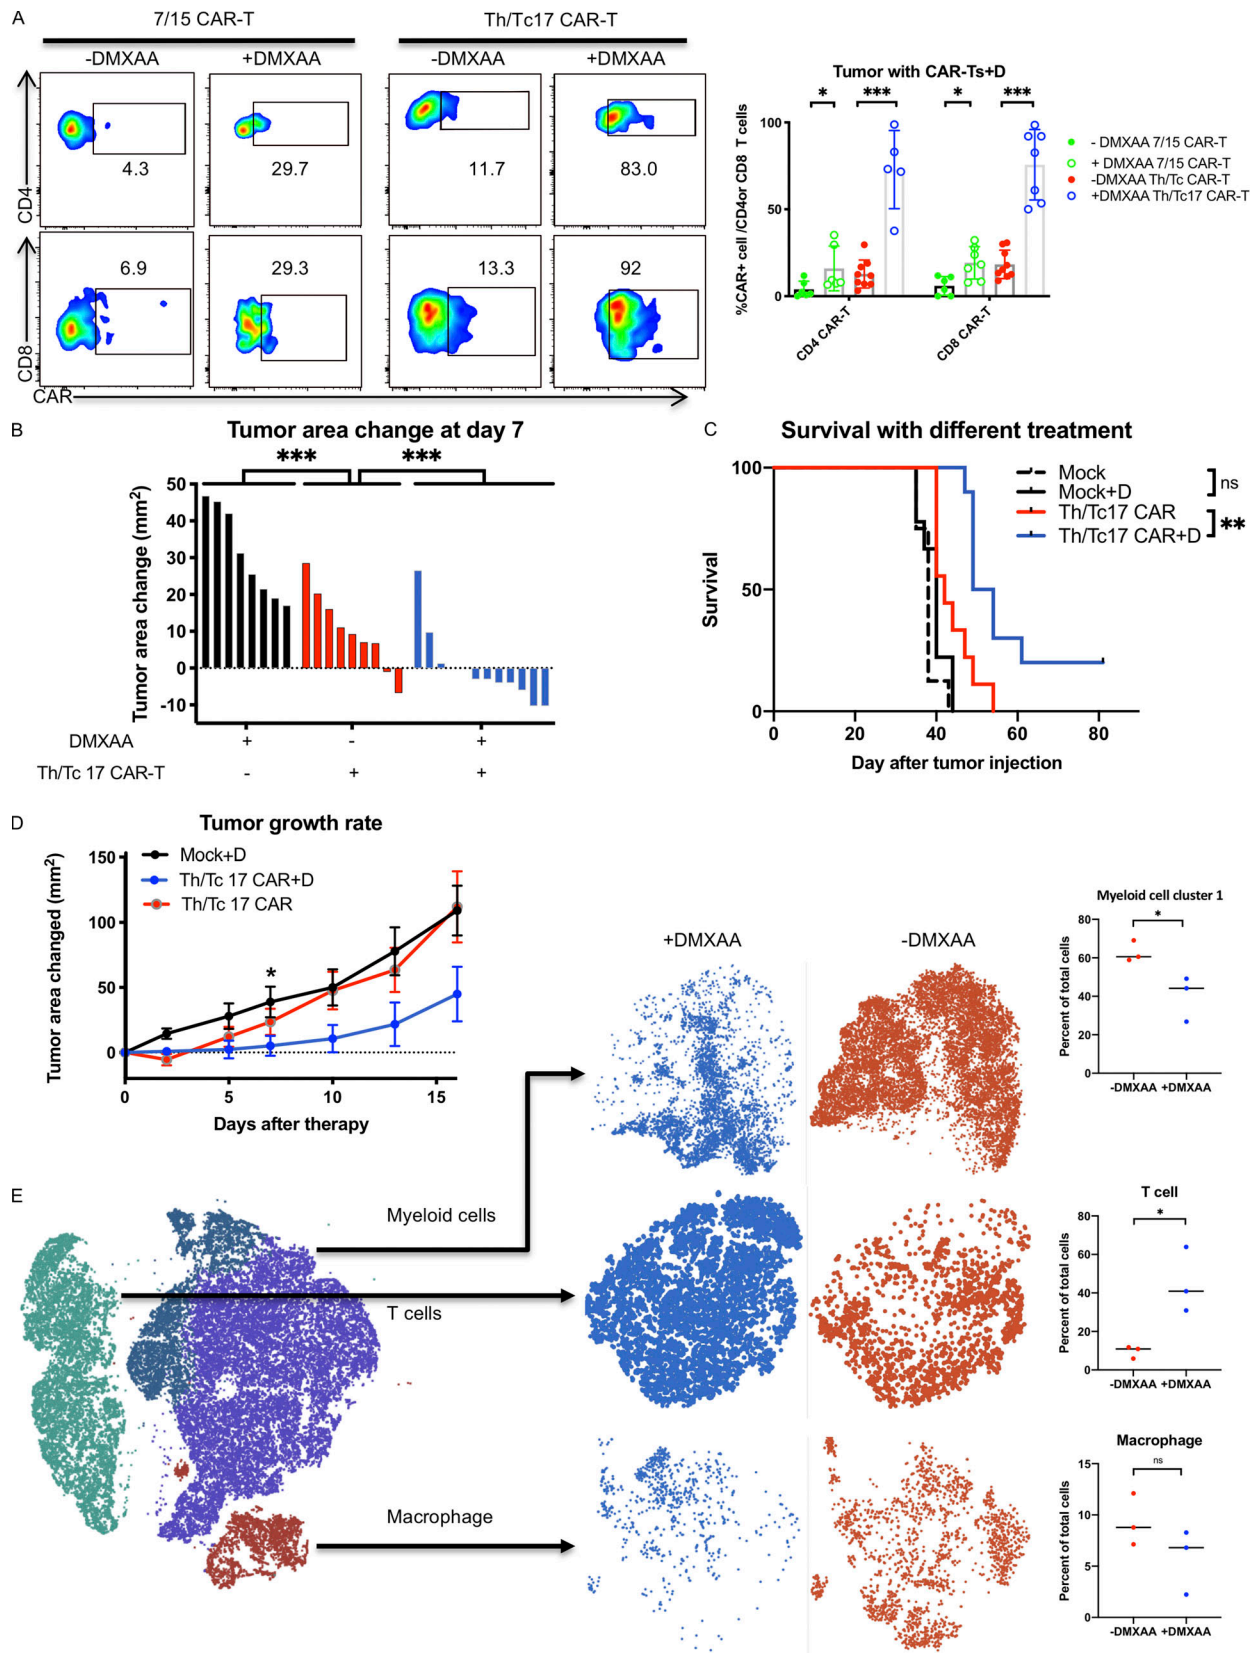 A
7/15 CAR-T
Th/Tc17 CAR-T
-DMXAA
+DMXAA
-DMXAA
+DMXAA
4.3
29.7
11.7
83.0
CD4
6.9
29.3
13.3
92
CD8
CAR
Tumor with CAR-Ts+D
* *** * ***
%CAR+ cell /CD4or CD8 T cells
100
50
0
CD4 CAR-T
CD8 CAR-T
- DMXAA 7/15 CAR-T
+ DMXAA 7/15 CAR-T
-DMXAA Th/Tc CAR-T
+DMXAA Th/Tc17 CAR-T
B
Tumor area change at day 7
*** ***
Tumor area change (mm2)
50
40
30
20
10
0
-10
DMXAA + - +
Th/Tc 17 CAR-T - + +
C
Survival with different treatment
Mock
Mock+D
ns
Th/Tc17 CAR
Th/Tc17 CAR+D
**
Survival
100
50
0
0 20 40 60 80
Day after tumor injection
D
Tumor growth rate
Mock+D
Th/Tc 17 CAR+D
Th/Tc 17 CAR
*
Tumor area changed (mm2)
150
100
50
0
0 5 10 15
Days after therapy
E
Myeloid cells
T cells
Macrophage
+DMXAA
-DMXAA
Myeloid cell cluster 1
*
Percent of total cells
80
60
40
20
0
-DMXAA +DMXAA
T cell
*
Percent of total cells
80
60
40
20
0
-DMXAA +DMXAA
Macrophage
ns
Percent of total cells
15
10
5
0
-DMXAA +DMXAA